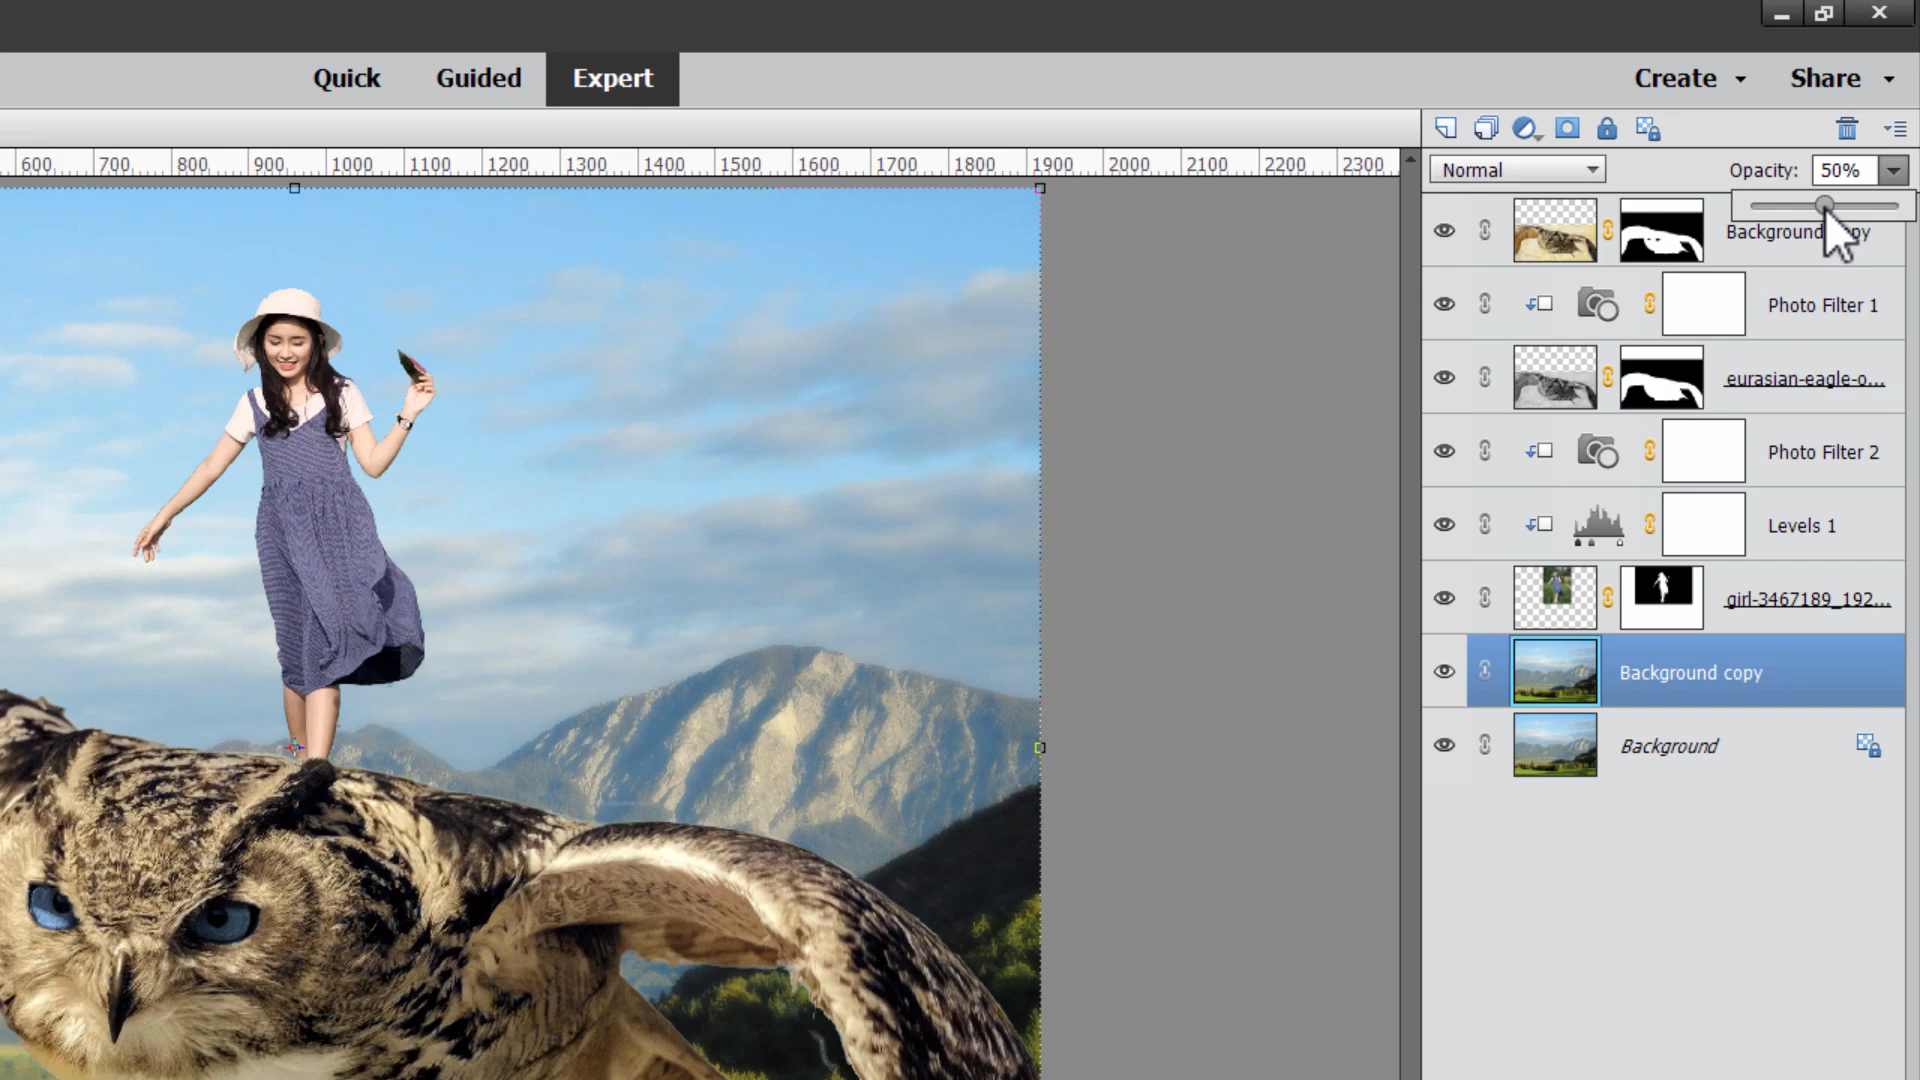 Quick Guided Expert Create Share
600 700 800 900 1000 1100 1200 1300 1400 1500 1600 1700 1800 1900 2000 2100 2200 2300
Normal Opacity: 50%
Background
Photo Filter 1
eurasian-eagle-o...
Photo Filter 2
Levels 1
girl-3467189_192...
Background copy
Background